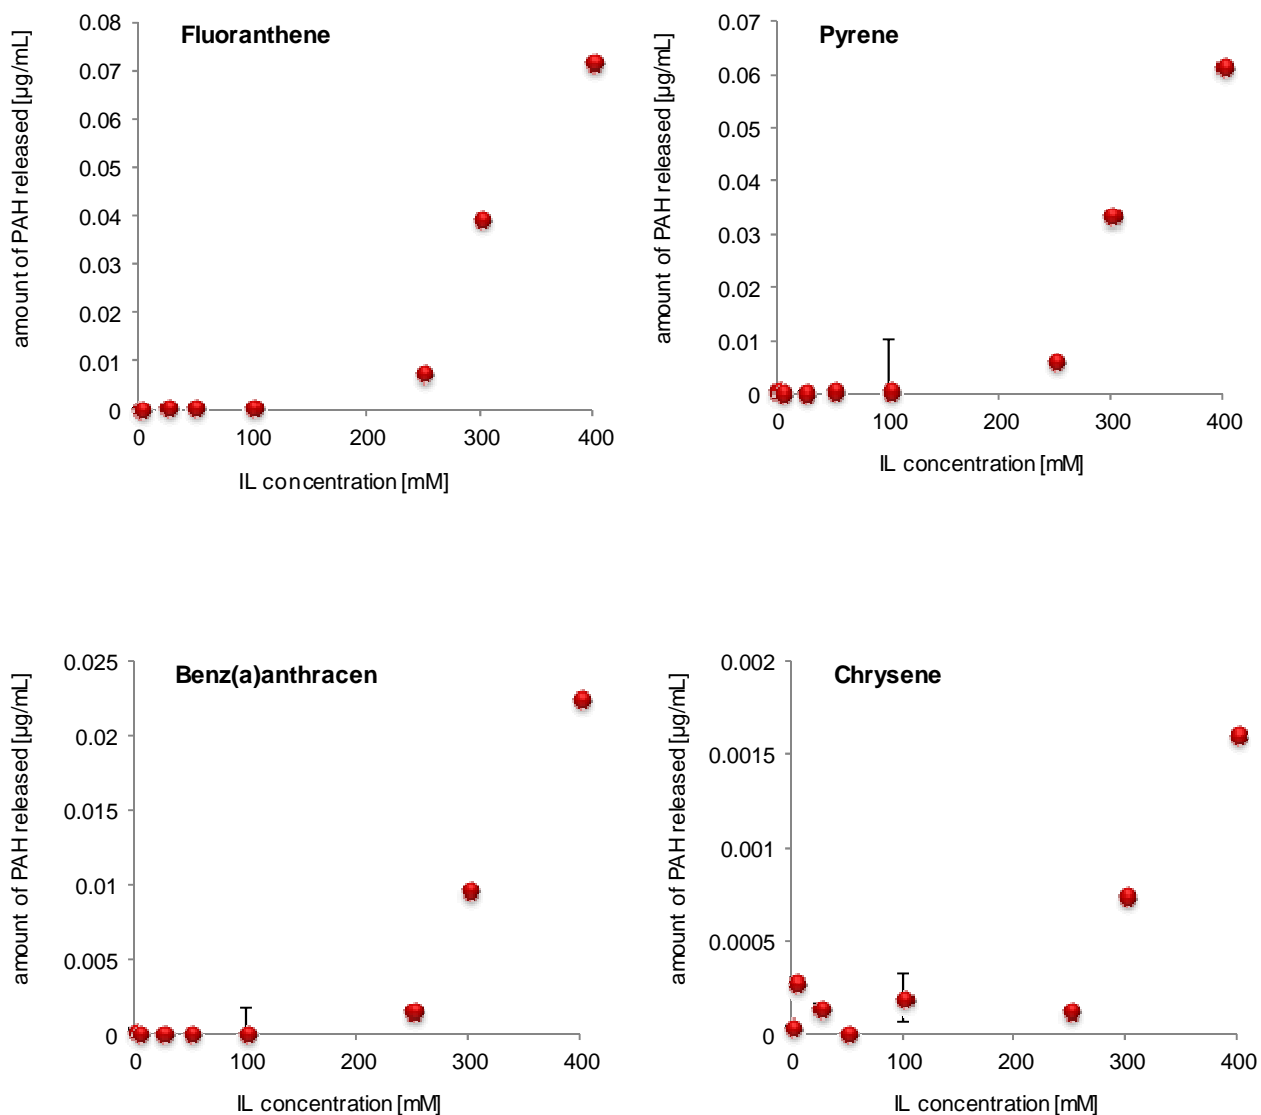 Fluoranthene
amount of PAH released [µg/mL]
0.08
0.07
0.06
0.05
0.04
0.03
0.02
0.01
0
0 100 200 300 400
IL concentration [mM]
Pyrene
amount of PAH released [µg/mL]
0.07
0.06
0.05
0.04
0.03
0.02
0.01
0
0 100 200 300 400
IL concentration [mM]
Benz(a)anthracen
amount of PAH released [µg/mL]
0.025
0.02
0.015
0.01
0.005
0
0 100 200 300 400
IL concentration [mM]
Chrysene
amount of PAH released [µg/mL]
0.002
0.0015
0.001
0.0005
0
0 100 200 300 400
IL concentration [mM]